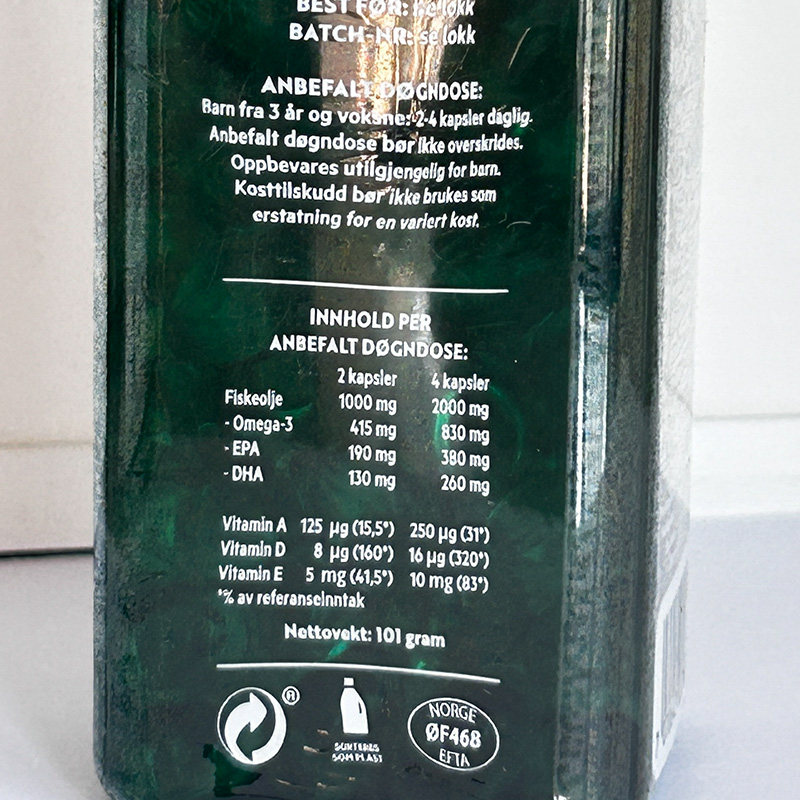 BEST FØR: se lokk
BATCH-NR: se lokk
ANBEFALT DØGNDOSE:
Barn fra 3 år og voksne: 2-4 kapsler daglig.
Anbefalt døgndose bør ikke overskrides.
Oppbevares utilgjengelig for barn.
Kosttilskudd bør ikke brukes som
erstatning for en variert kost.
INNHOLD PER
ANBEFALT DØGNDOSE:
2 kapsler 4 kapsler
Fiskeolje 1000 mg 2000 mg
- Omega-3 415 mg 830 mg
- EPA 190 mg 380 mg
- DHA 130 mg 260 mg
Vitamin A 125 µg (15,5*) 250 µg (31*)
Vitamin D 8 µg (160*) 16 µg (320*)
Vitamin E 5 mg (41,5*) 10 mg (83*)
*% av referanseinntak
Nettovekt: 101 gram
®
SORTERES
SOM PLAST
NORGE
ØF468
EFTA